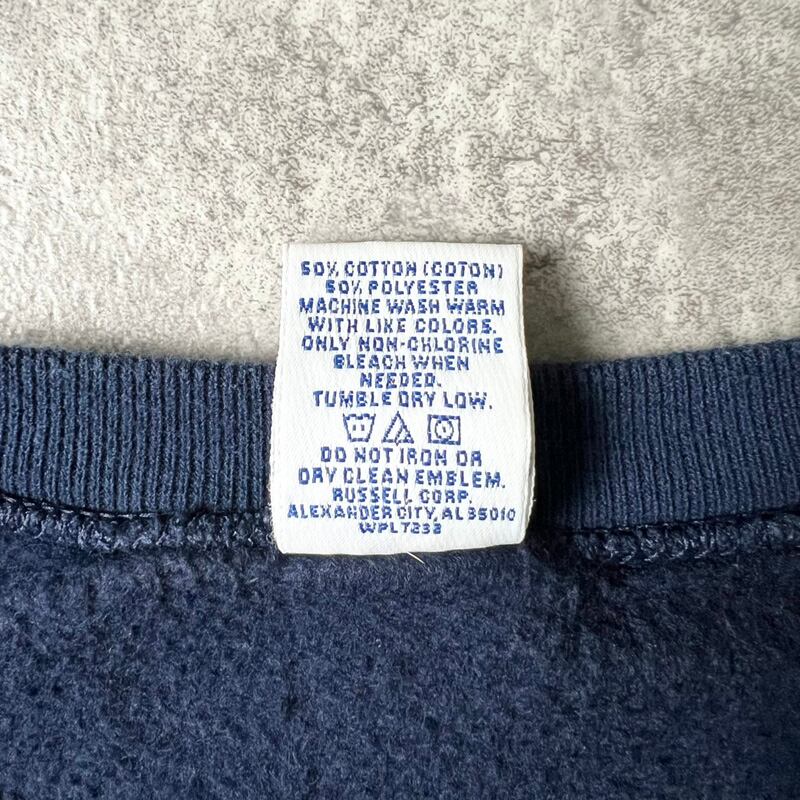 50% COTTON (COTON)
50% POLYESTER
MACHINE WASH WARM
WITH LIKE COLORS.
ONLY NON-CHLORINE
BLEACH WHEN
NEEDED.
TUMBLE DRY LOW.
DO NOT IRON OR
DRY CLEAN EMBLEM.
RUSSELL CORP.
ALEXANDER CITY, AL 35010
WPL 7232